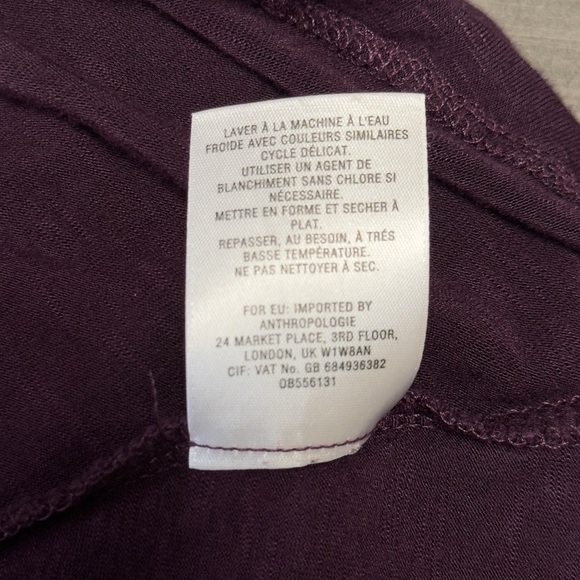 LAVER À LA MACHINE À L'EAU
FROIDE AVEC COULEURS SIMILAIRES
CYCLE DÉLICAT.
UTILISER UN AGENT DE
BLANCHIMENT SANS CHLORE SI
NÉCESSAIRE.
METTRE EN FORME ET SECHER À
PLAT.
REPASSER, AU BESOIN, À TRÉS
BASSE TEMPÉRATURE.
NE PAS NETTOYER À SEC.
FOR EU: IMPORTED BY
ANTHROPOLOGIE
24 MARKET PLACE, 3RD FLOOR,
LONDON, UK W1W8AN
CIF: VAT No. GB 684936382
OB556131